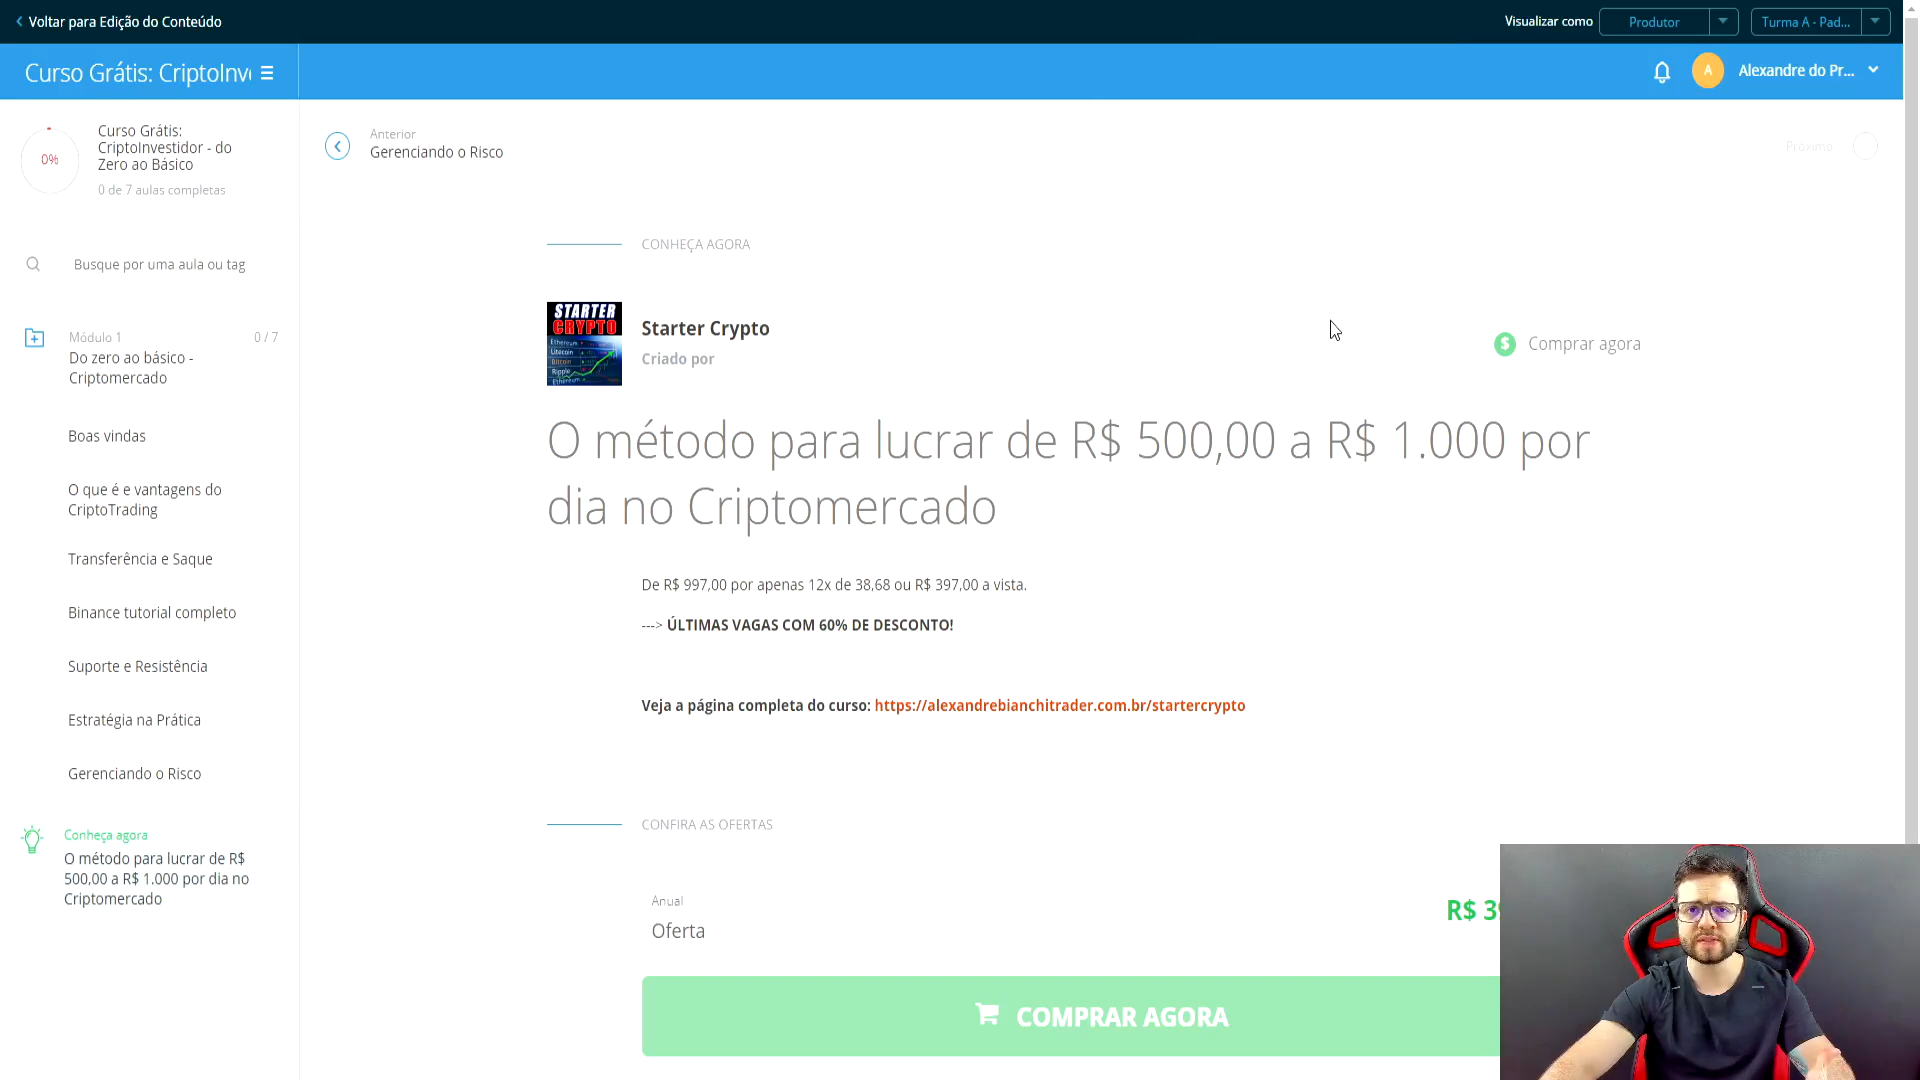 Voltar para Edição do Conteúdo
Visualizar como
Produtor
Turma A - Pad...
Curso Grátis: CriptoInv
A
Alexandre do Pr...
0%
Curso Grátis:
CriptoInvestidor - do
Zero ao Básico
0 de 7 aulas completas
Anterior
Gerenciando o Risco
Próximo
Busque por uma aula ou tag
Módulo 1
0 / 7
Do zero ao básico -
Criptomercado
Boas vindas
O que é e vantagens do
CriptoTrading
Transferência e Saque
Binance tutorial completo
Suporte e Resistência
Estratégia na Prática
Gerenciando o Risco
Conheça agora
O método para lucrar de R$
500,00 a R$ 1.000 por dia no
Criptomercado
CONHEÇA AGORA
STARTER
CRYPTO
Ethereum
Litecoin
Bitcoin
Ripple
Ethereum
Starter Crypto
Criado por
$ Comprar agora
O método para lucrar de R$ 500,00 a R$ 1.000 por
dia no Criptomercado
De R$ 997,00 por apenas 12x de 38,68 ou R$ 397,00 a vista.
---> ÚLTIMAS VAGAS COM 60% DE DESCONTO!
Veja a página completa do curso: https://alexandrebianchitrader.com.br/startercrypto
CONFIRA AS OFERTAS
Anual
Oferta
R$ 39
COMPRAR AGORA